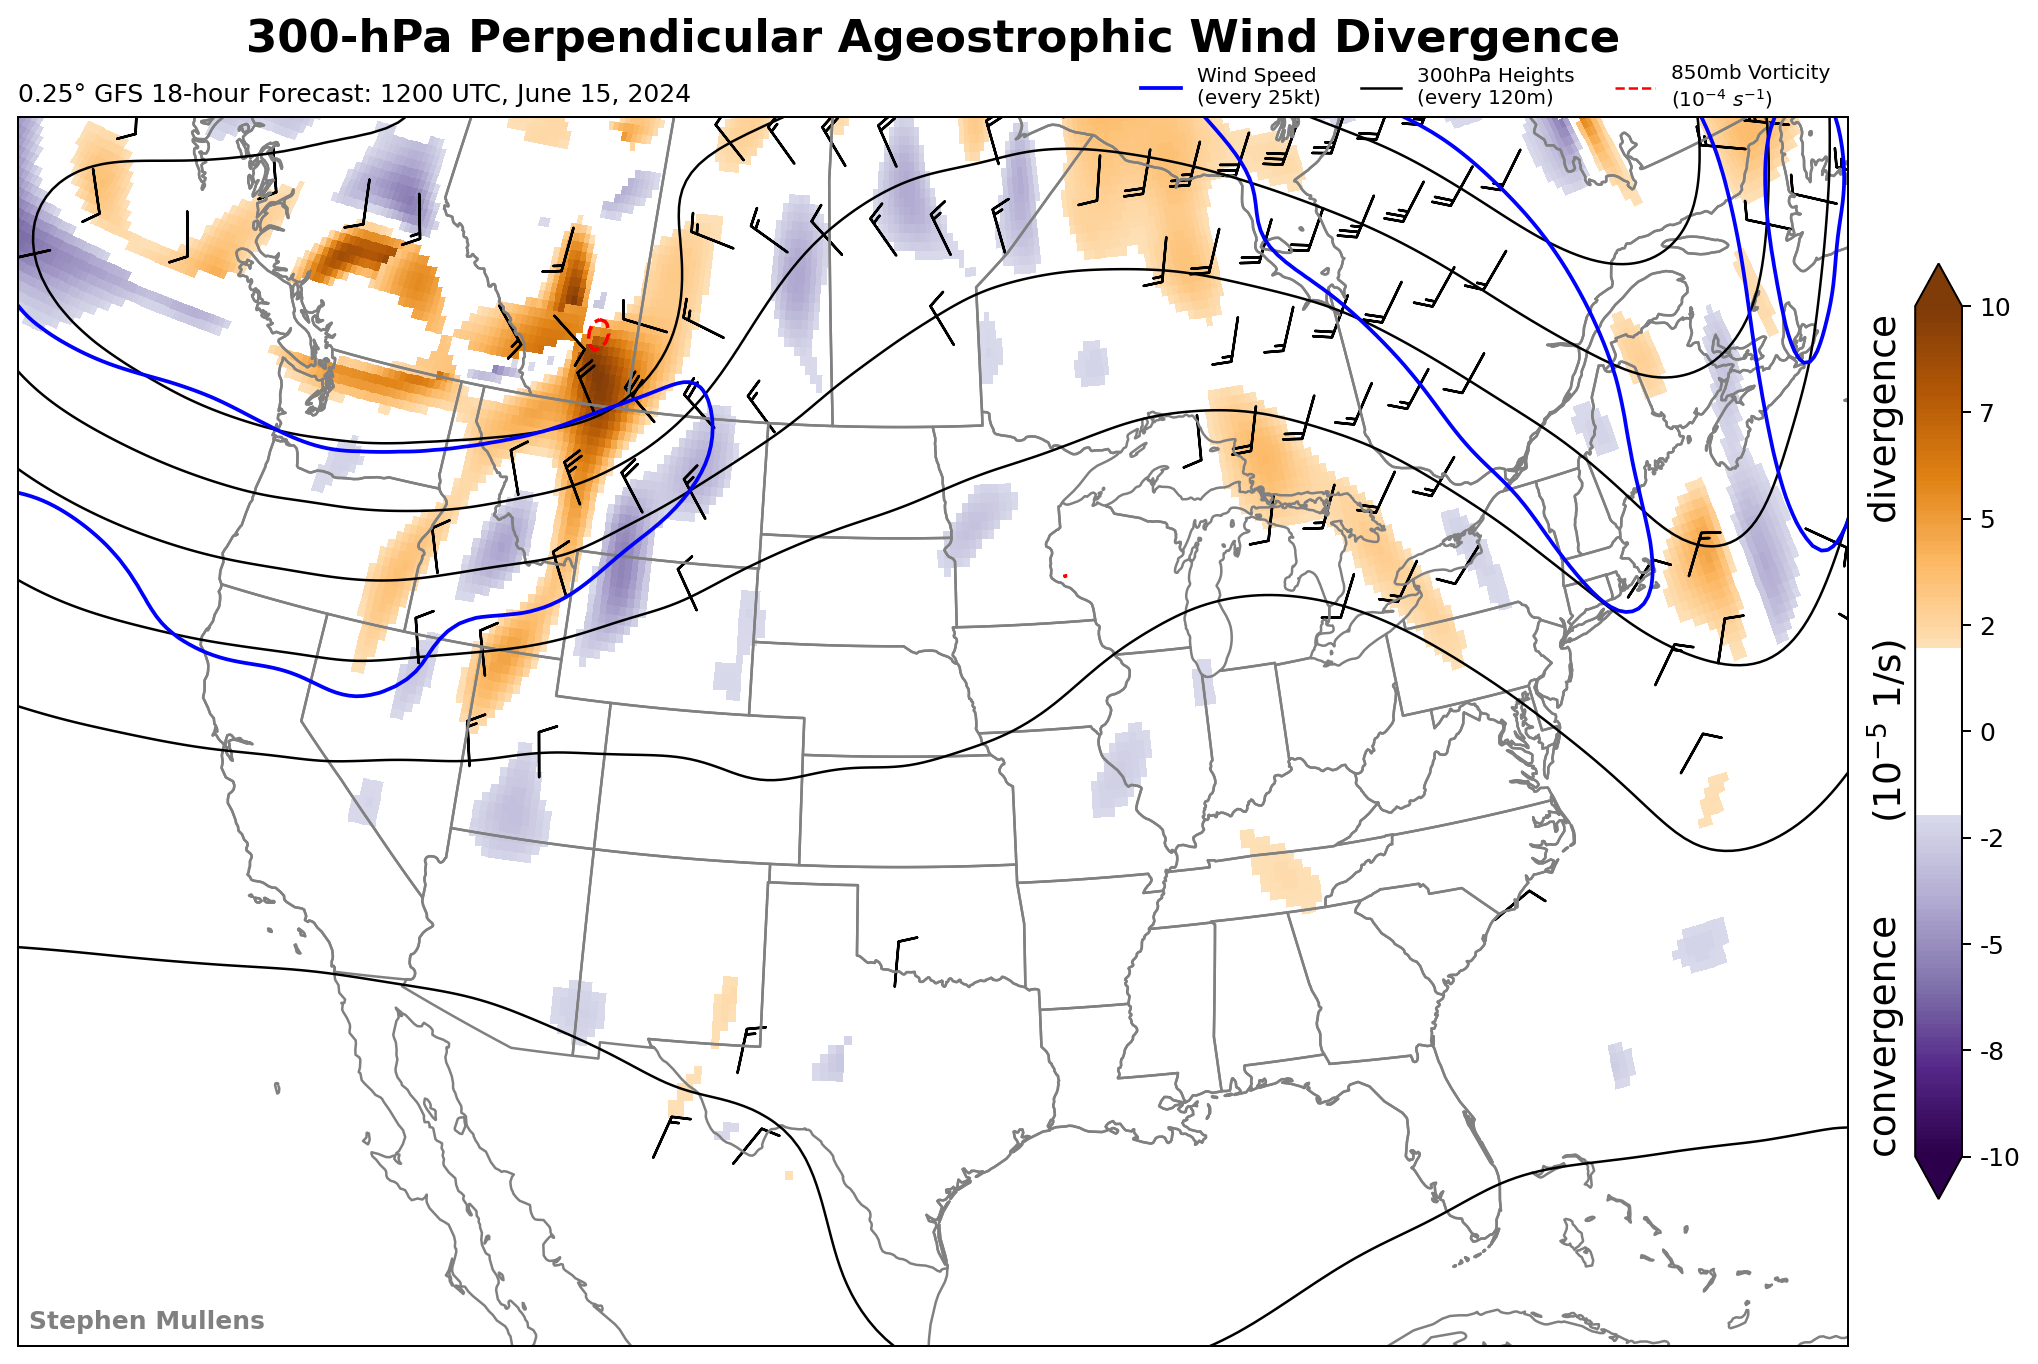 300-hPa Perpendicular Ageostrophic Wind Divergence
0.25° GFS 18-hour Forecast: 1200 UTC, June 15, 2024
Wind Speed
(every 25kt)
300hPa Heights
(every 120m)
850mb Vorticity
(10⁻⁴ s⁻¹)
10
7
5
2
0
-2
-5
-8
-10
convergence (10⁻⁵ 1/s) divergence
Stephen Mullens